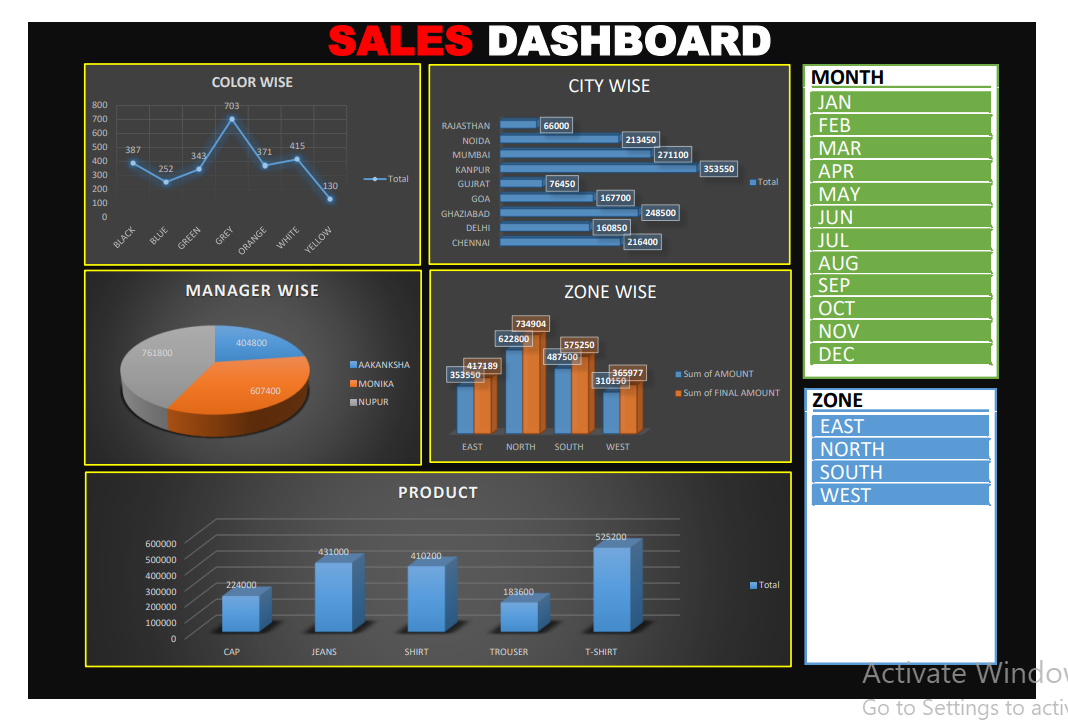 SALES DASHBOARD
COLOR WISE
800
700
600
500
400
300
200
100
0
387
252
343
703
371
415
130
BLACK
BLUE
GREEN
GREY
ORANGE
WHITE
YELLOW
Total
CITY WISE
RAJASTHAN 66000
NOIDA 213450
MUMBAI 271100
KANPUR 353550
GUJRAT 76450
GOA 167700
GHAZIABAD 248500
DELHI 160850
CHENNAI 216400
Total
MANAGER WISE
404800
607400
761800
AAKANKSHA
MONIKA
NUPUR
ZONE WISE
353550
417189
622800
734904
487500
575250
310150
365977
EAST NORTH SOUTH WEST
Sum of AMOUNT
Sum of FINAL AMOUNT
PRODUCT
600000
500000
400000
300000
200000
100000
0
224000
431000
410200
183600
525200
CAP JEANS SHIRT TROUSER T-SHIRT
Total
MONTH
JAN
FEB
MAR
APR
MAY
JUN
JUL
AUG
SEP
OCT
NOV
DEC
ZONE
EAST
NORTH
SOUTH
WEST
Activate Window
Go to Settings to activ